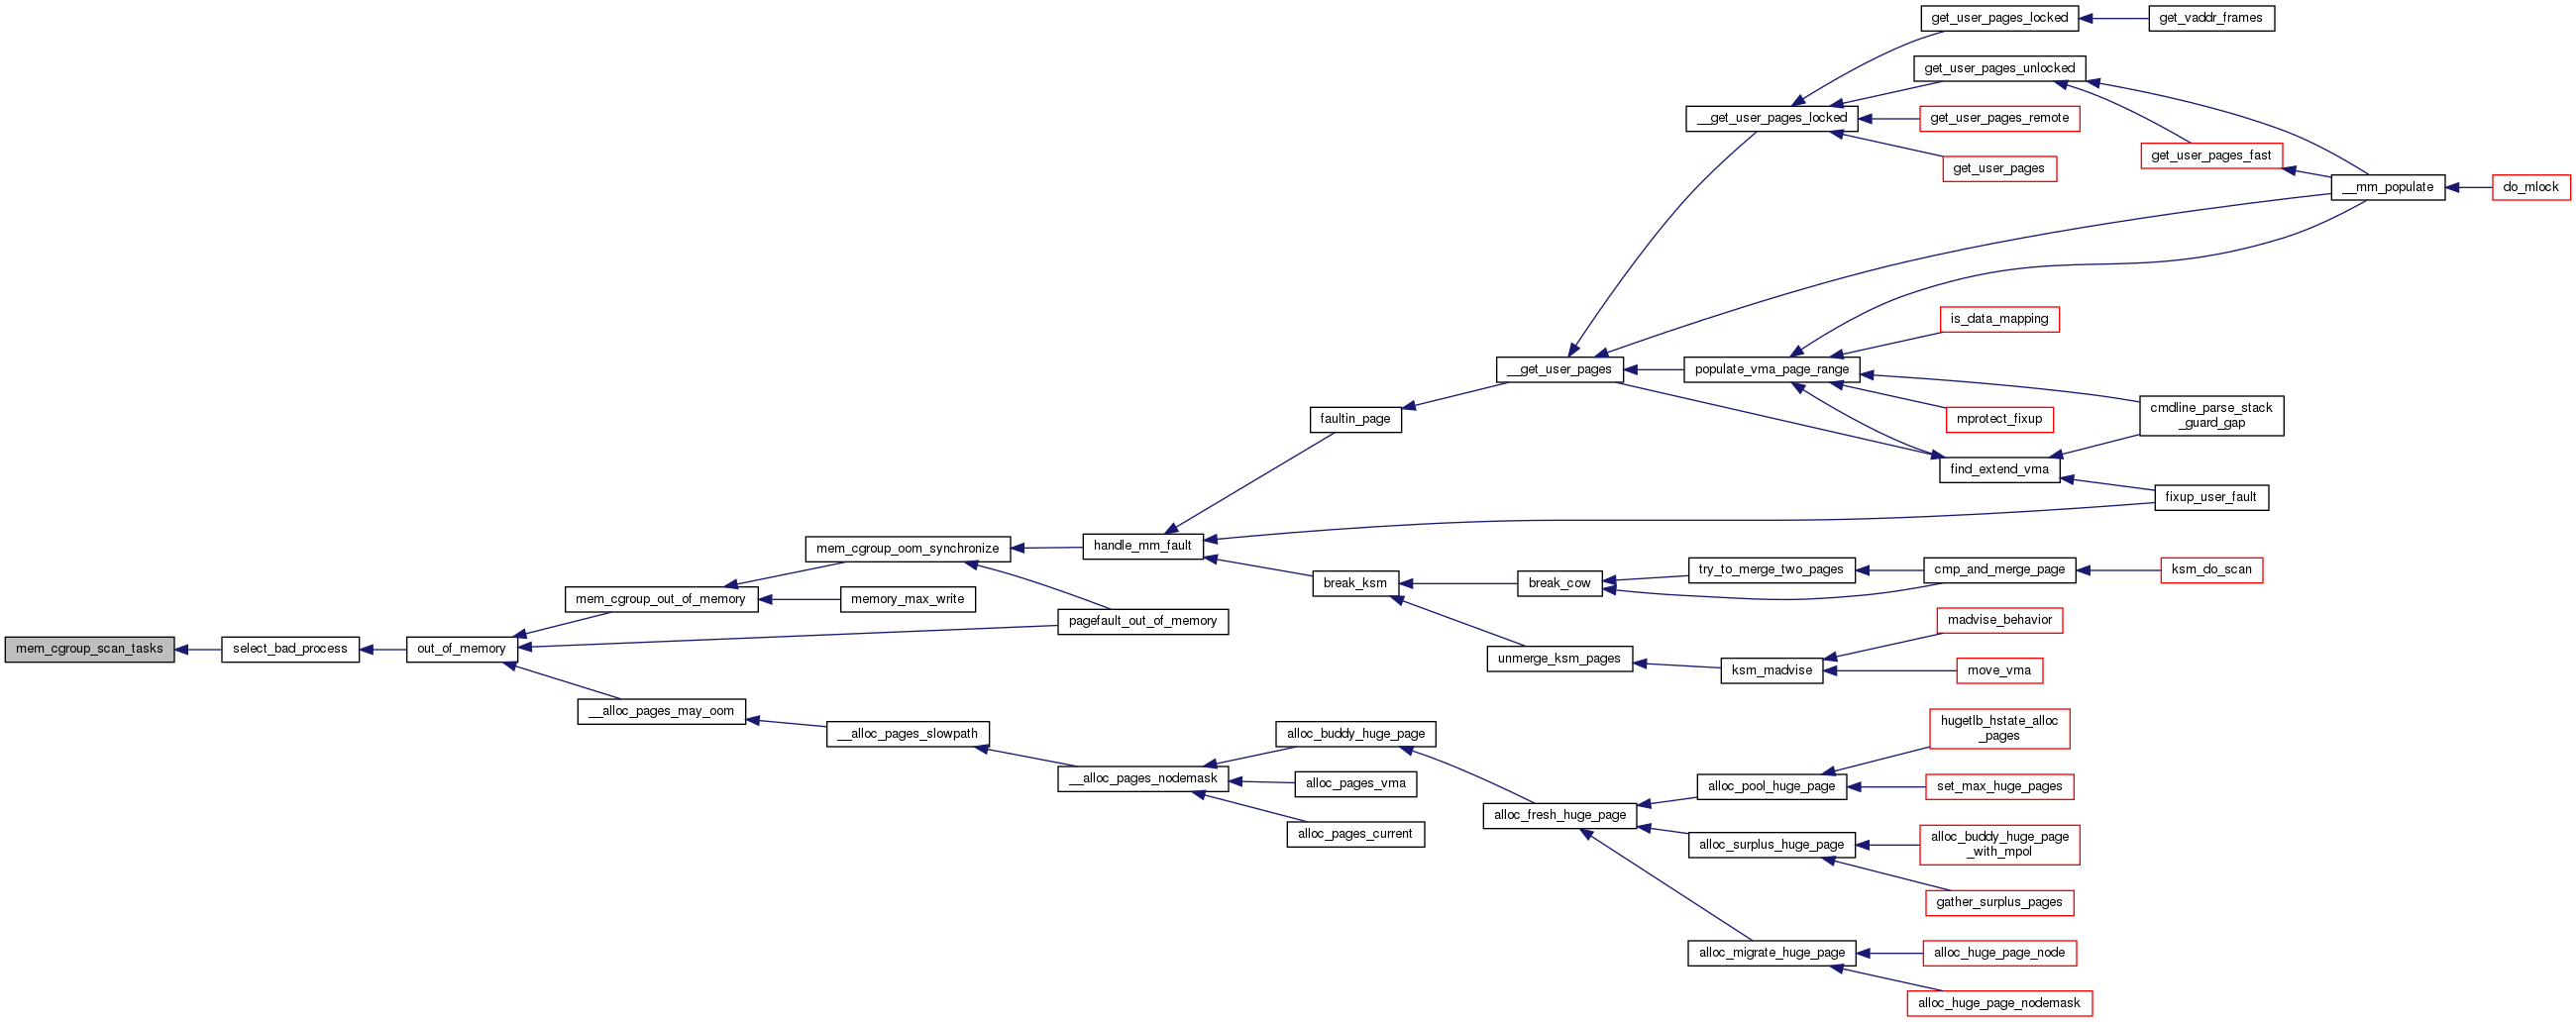 get_user_pages_locked
get_vaddr_frames
get_user_pages_unlocked
__get_user_pages_locked
get_user_pages_remote
get_user_pages_fast
get_user_pages
__mm_populate
do_mlock
is_data_mapping
__get_user_pages
populate_vma_page_range
cmdline_parse_stack
_guard_gap
faultin_page
mprotect_fixup
find_extend_vma
fixup_user_fault
mem_cgroup_oom_synchronize
handle_mm_fault
break_ksm
break_cow
try_to_merge_two_pages
cmp_and_merge_page
ksm_do_scan
mem_cgroup_out_of_memory
memory_max_write
pagefault_out_of_memory
madvise_behavior
mem_cgroup_scan_tasks
select_bad_process
out_of_memory
unmerge_ksm_pages
ksm_madvise
move_vma
__alloc_pages_may_oom
__alloc_pages_slowpath
alloc_buddy_huge_page
hugetlb_hstate_alloc
_pages
__alloc_pages_nodemask
alloc_pages_vma
alloc_pool_huge_page
set_max_huge_pages
alloc_fresh_huge_page
alloc_pages_current
alloc_surplus_huge_page
alloc_buddy_huge_page
_with_mpol
gather_surplus_pages
alloc_migrate_huge_page
alloc_huge_page_node
alloc_huge_page_nodemask